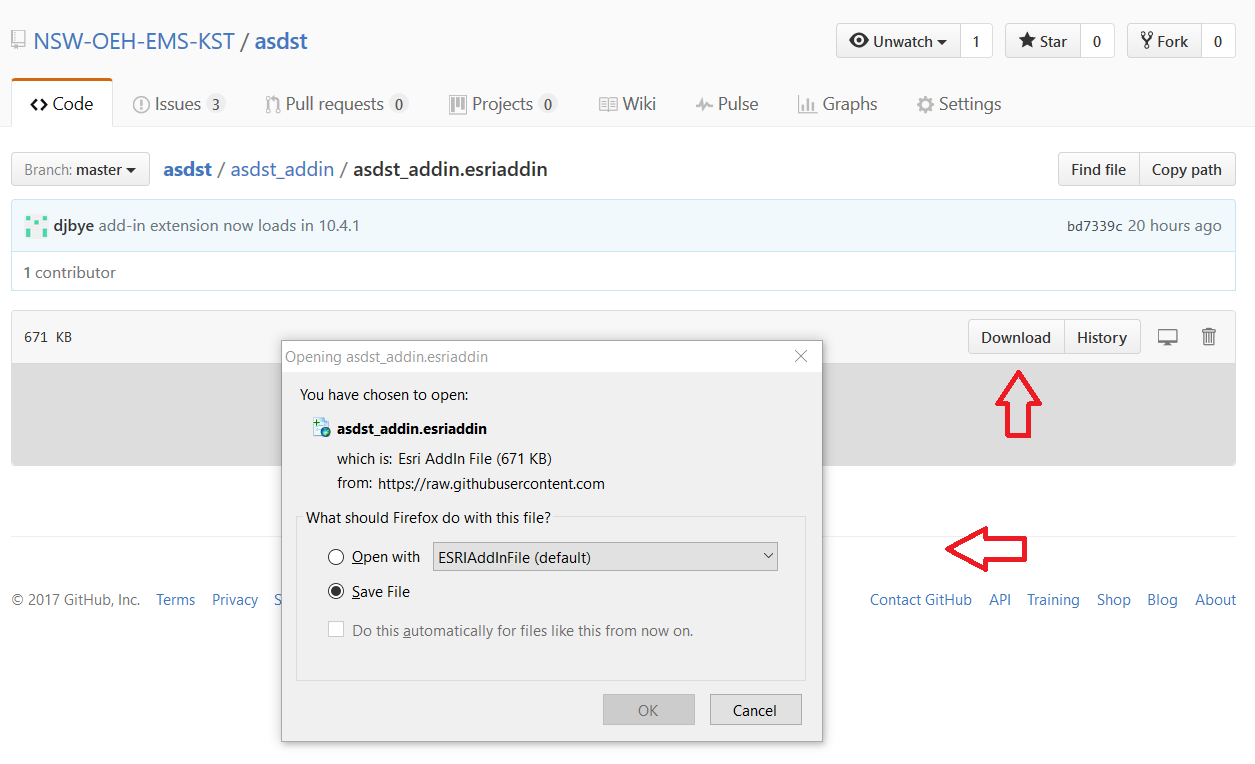 NSW-OEH-EMS-KST / asdst
Unwatch 1 Star 0 Fork 0
Code Issues 3 Pull requests 0 Projects 0 Wiki Pulse Graphs Settings
Branch: master asdst / asdst_addin / asdst_addin.esriaddin Find file Copy path
djbye add-in extension now loads in 10.4.1 bd7339c 20 hours ago
1 contributor
671 KB Download History
Opening asdst_addin.esriaddin
You have chosen to open:
asdst_addin.esriaddin
which is: Esri AddIn File (671 KB)
from: https://raw.githubusercontent.com
What should Firefox do with this file?
Open with ESRIAddInFile (default)
Save File
Do this automatically for files like this from now on.
OK Cancel
© 2017 GitHub, Inc. Terms Privacy S Contact GitHub API Training Shop Blog About